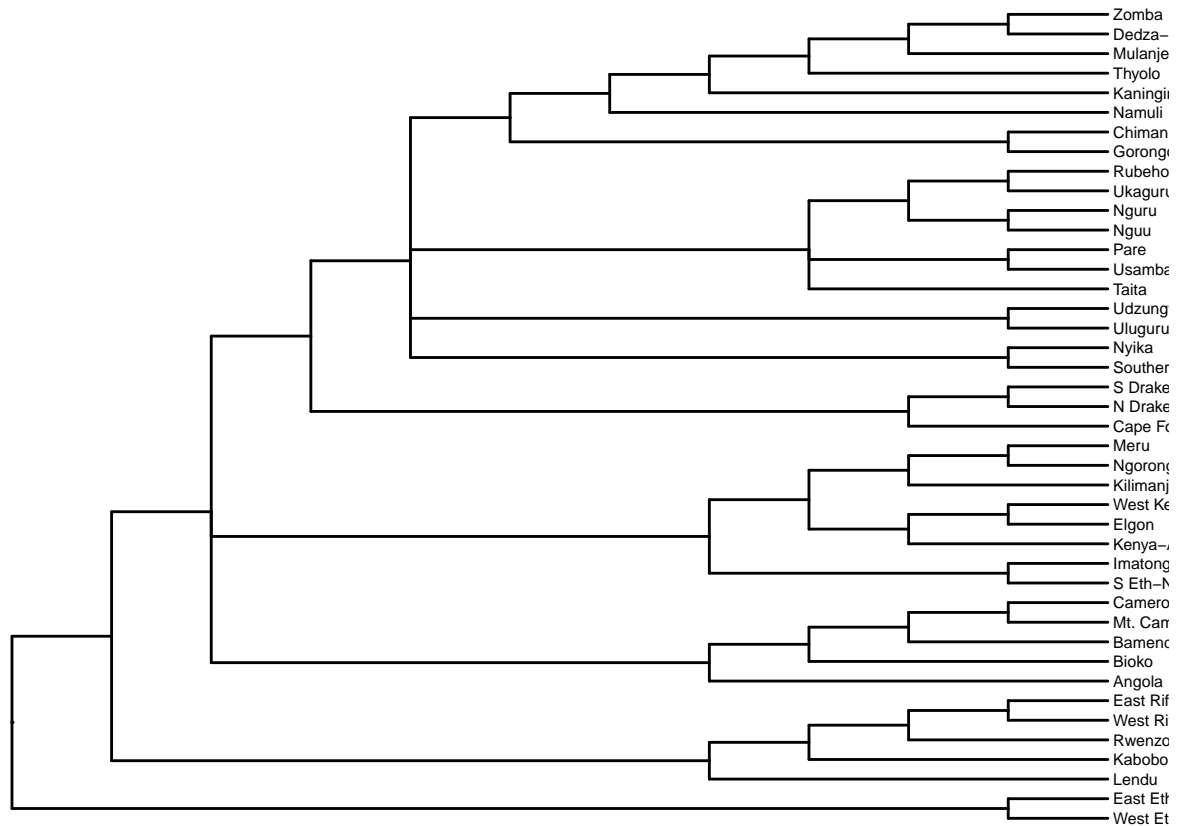 Zomba
Dedza–
Mulanje
Thyolo
Kaningi
Namuli
Chiman
Gorong
Rubeho
Ukagur
Nguru
Nguu
Pare
Usamba
Taita
Udzung
Uluguru
Nyika
Souther
S Drake
N Drake
Cape Fo
Meru
Ngorong
Kilimanj
West Ke
Elgon
Kenya–
Imatong
S Eth–N
Camero
Mt. Cam
Bamend
Bioko
Angola
East Rif
West Ri
Rwenzo
Kabobo
Lendu
East Eth
West Et